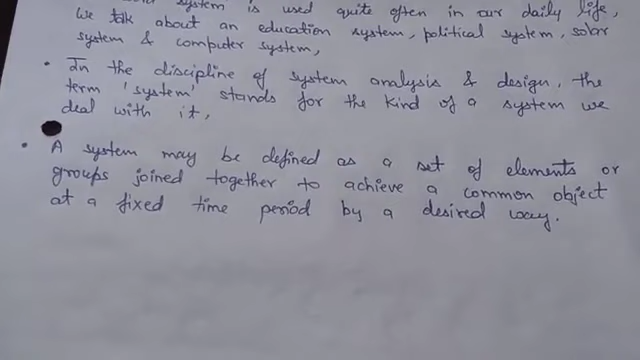 system is used quite often in our daily life,
we talk about an education system, political system, solar
system & computer system,
• In the discipline of system analysis & design, the
term 'system' stands for the kind of a system we
deal with it,
• A system may be defined as a set of elements or
groups joined together to achieve a common object
at a fixed time period by a desired way.